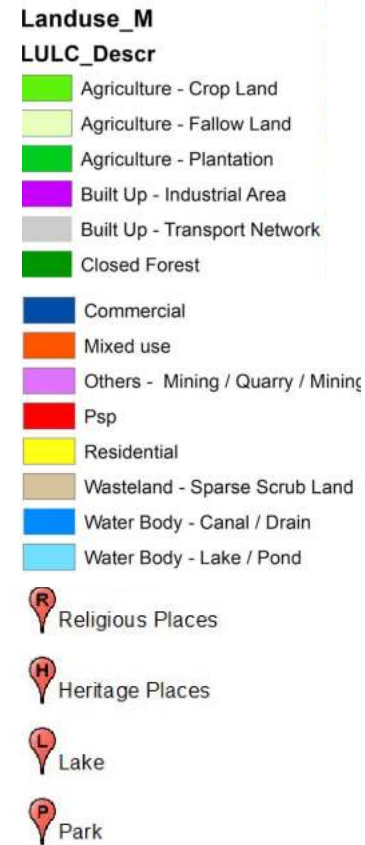 Landuse_M
LULC_Descr
Agriculture - Crop Land
Agriculture - Fallow Land
Agriculture - Plantation
Built Up - Industrial Area
Built Up - Transport Network
Closed Forest
Commercial
Mixed use
Others - Mining / Quarry / Mining
Psp
Residential
Wasteland - Sparse Scrub Land
Water Body - Canal / Drain
Water Body - Lake / Pond
R Religious Places
H Heritage Places
L Lake
P Park